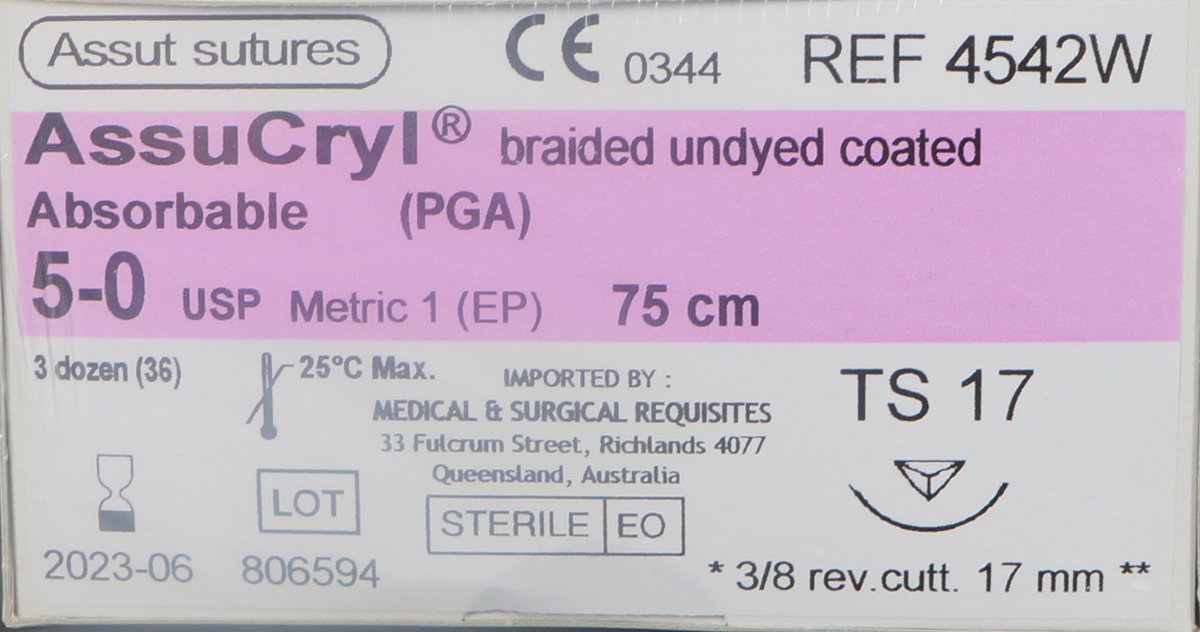 Assut sutures
CE 0344
REF 4542W
AssuCryl® braided undyed coated
Absorbable (PGA)
5-0 USP Metric 1 (EP) 75 cm
3 dozen (36)
25°C Max.
IMPORTED BY :
MEDICAL & SURGICAL REQUISITES
33 Fulcrum Street, Richlands 4077
Queensland, Australia
TS 17
LOT
STERILE EO
2023-06
806594
* 3/8 rev.cutt. 17 mm **